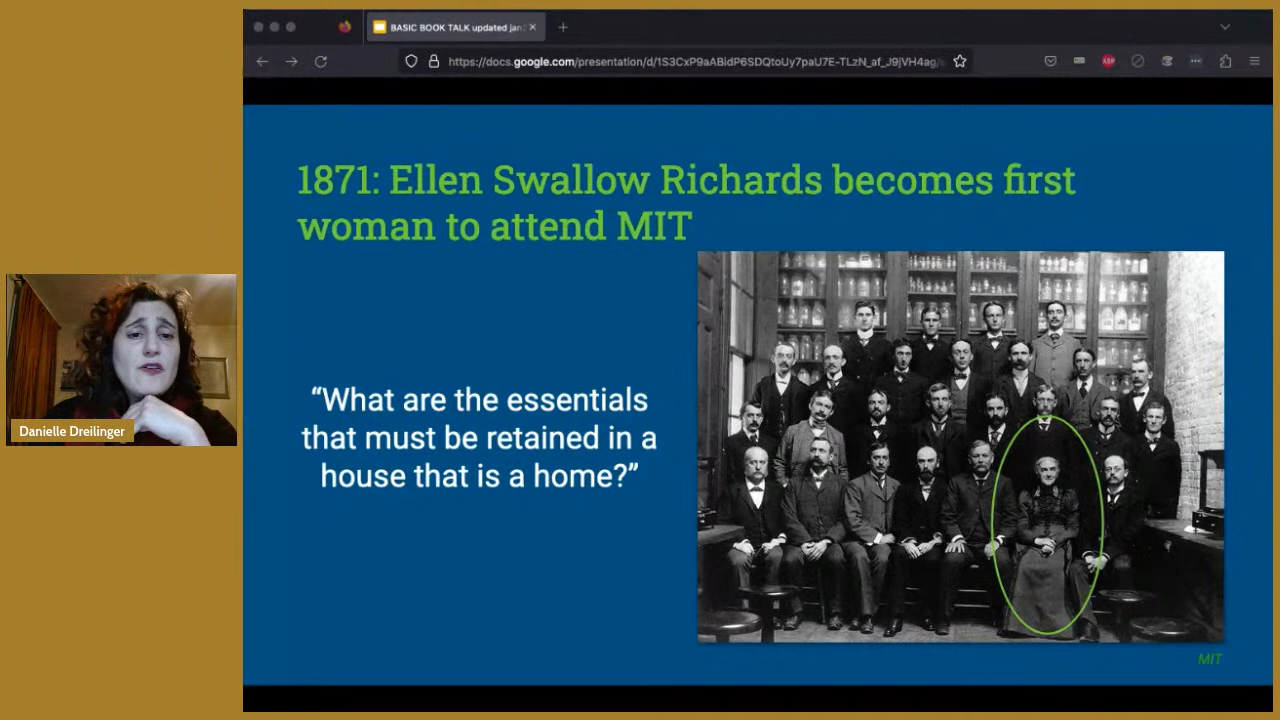 BASIC BOOK TALK updated jan
https://docs.google.com/presentation/d/1S3CxP9aABidP6SDQtoUy7paU7E-TLzN_af_J9jVH4ag/
ABP
1871: Ellen Swallow Richards becomes first
woman to attend MIT
“What are the essentials
that must be retained in a
house that is a home?”
Danielle Dreilinger
MIT